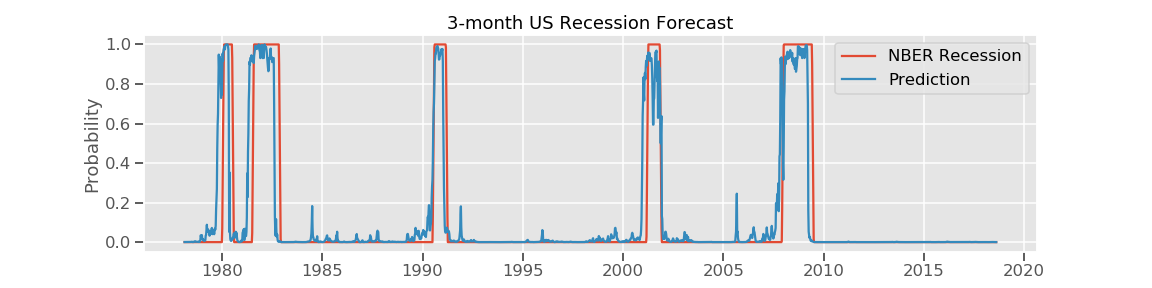 3-month US Recession Forecast
Probability
1.0
0.8
0.6
0.4
0.2
0.0
NBER Recession
Prediction
1980 1985 1990 1995 2000 2005 2010 2015 2020